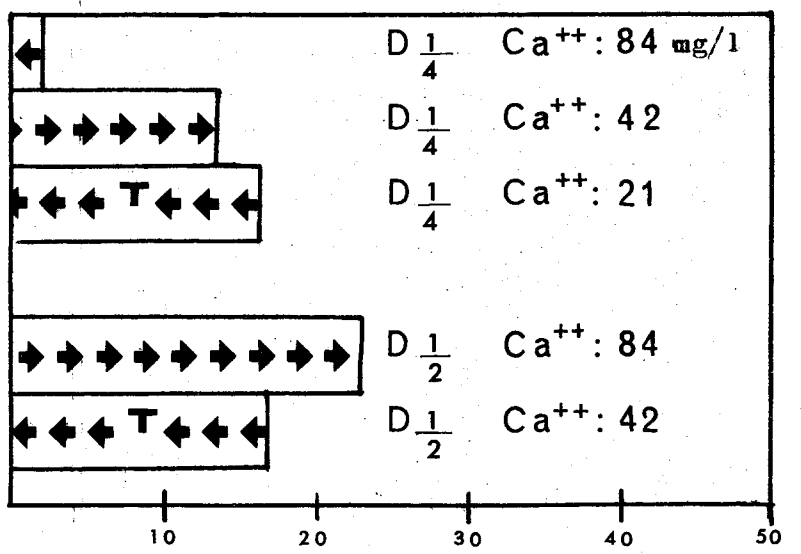 D 1/4 Ca++: 84 mg/l
D 1/4 Ca++: 42
T D 1/4 Ca++: 21
D 1/2 Ca++: 84
T D 1/2 Ca++: 42
10 20 30 40 50